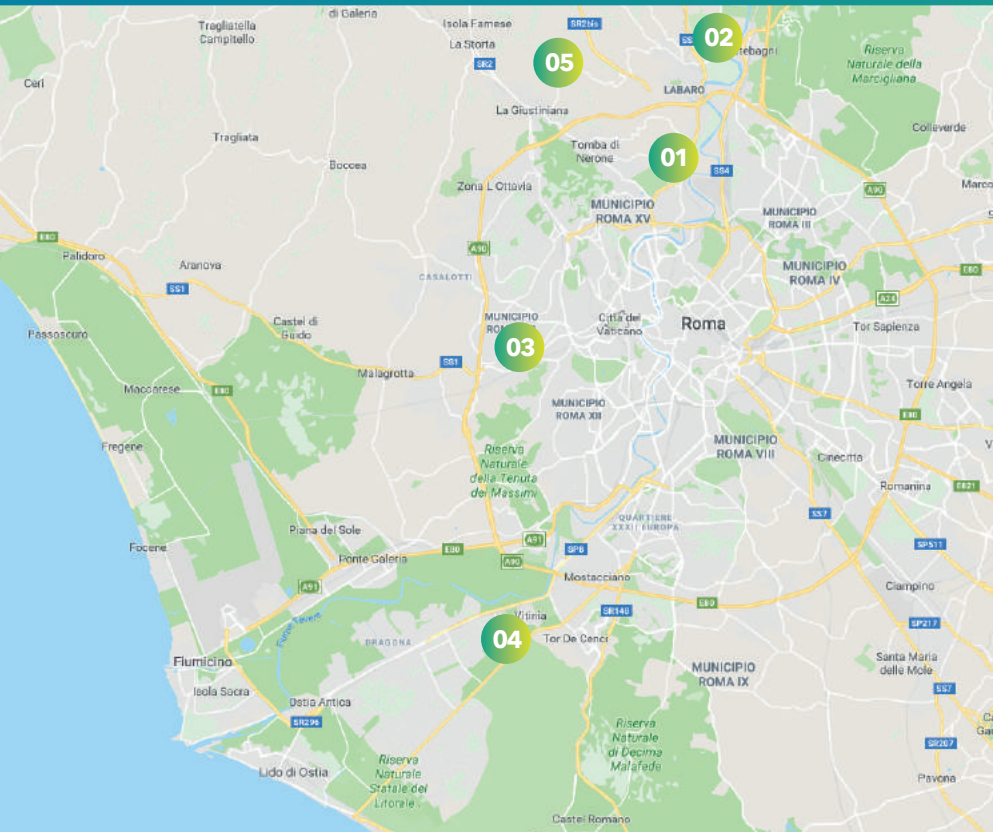 di Galeria
Tragliatella
Campitello
Isola Farnese
SR2bis
02
La Storta
SR2
05
Riserva
Naturale della
Marcigliana
Ceri
LABARO
La Giustiniana
Colleverde
Tragliata
Tomba di
Nerone
01
Boccea
SS4
Zona L Ottavia
A90
MUNICIPIO
ROMA XV
MUNICIPIO
ROMA III
E80
A90
Palidoro
Aranova
CASALOTTI
MUNICIPIO
ROMA IV
E80
SS1
A24
Castel di
Guido
MUNICIPIO
Città del
Vaticano
Roma
Tor Sapienza
Passoscuro
03
SS1
Malagrotta
Maccarese
E80
Torre Angela
MUNICIPIO
ROMA XII
E80
Fregene
MUNICIPIO
ROMA VIII
Riserva
Naturale
della Tenuta
dei Massimi
Cinecittà
Romanina
E821
SS7
QUARTIERE
XXXII EUROPA
Piana del Sole
Focene
A91
SP8
SP511
Ponte Galeria
E80
A90
Mostacciano
A91
Ciampino
E80
SR148
Vitinia
Fiume Tevere
SP217
04
Tor De Cenci
DRAGONA
Fiumicino
Santa Maria
delle Mole
MUNICIPIO
ROMA IX
Isola Sacra
SS7
Ostia Antica
SR296
Riserva
Naturale
di Decima
Malafede
SR207
Lido di Ostia
Riserva
Naturale
Statale del
Litorale
Pavona
Castel Romano